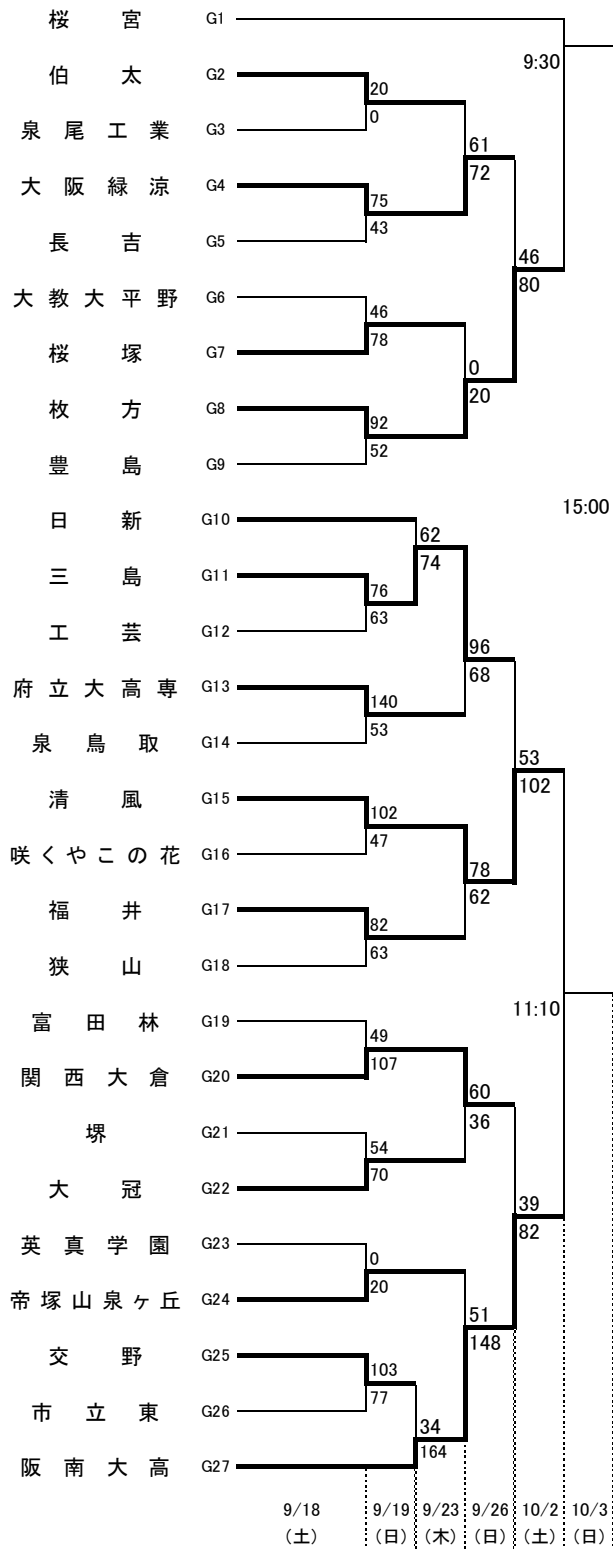 桜宮 G1
9:30
伯太 G2
20
0
泉尾工業 G3
61
72
大阪緑涼 G4
75
43
長吉 G5
46
80
大教大平野 G6
46
78
桜塚 G7
0
20
枚方 G8
92
52
豊島 G9
15:00
日新 G10
62
74
三島 G11
76
63
工芸 G12
96
68
府立大高専 G13
140
53
泉鳥取 G14
53
102
清風 G15
102
47
咲くやこの花 G16
78
62
福井 G17
82
63
狭山 G18
11:10
富田林 G19
49
107
関西大倉 G20
60
36
堺 G21
54
70
大冠 G22
39
82
英真学園 G23
0
20
帝塚山泉ヶ丘 G24
51
148
交野 G25
103
77
市立東 G26
34
164
阪南大高 G27
9/18 9/19 9/23 9/26 10/2 10/3
（土） （日） （木） （日） （土） （日）